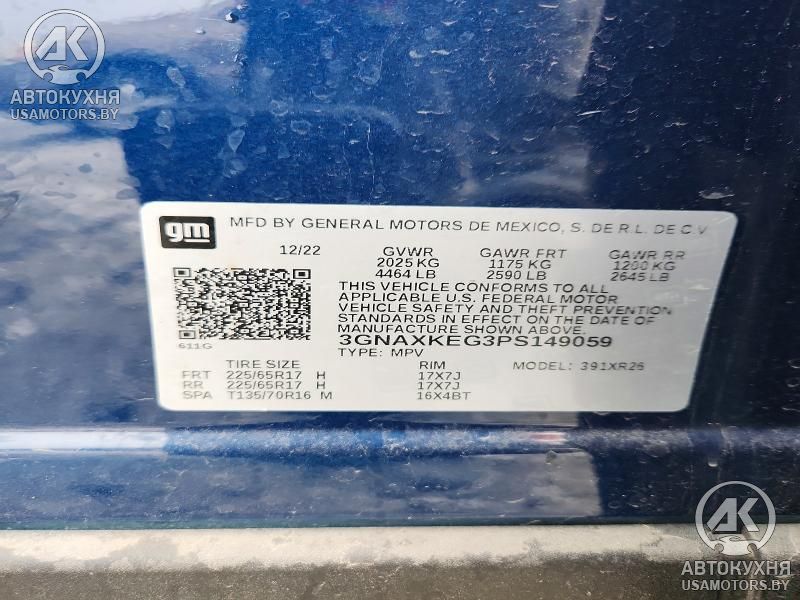 АК
АВТОКУХНЯ
USAMOTORS.BY
gm MFD BY GENERAL MOTORS DE MEXICO, S. DE R.L. DE C.V.
12/22 GVWR GAWR FRT GAWR RR
2025 KG 1175 KG 1200 KG
4464 LB 2590 LB 2645 LB
THIS VEHICLE CONFORMS TO ALL
APPLICABLE U.S. FEDERAL MOTOR
VEHICLE SAFETY AND THEFT PREVENTION
STANDARDS IN EFFECT ON THE DATE OF
MANUFACTURE SHOWN ABOVE.
611G 3GNAXKEG3PS149059
TYPE: MPV MODEL: 391XR26
TIRE SIZE RIM
FRT 225/65R17 H 17X7J
RR 225/65R17 H 17X7J
SPA T135/70R16 M 16X4BT
АК
АВТОКУХНЯ
USAMOTORS.BY